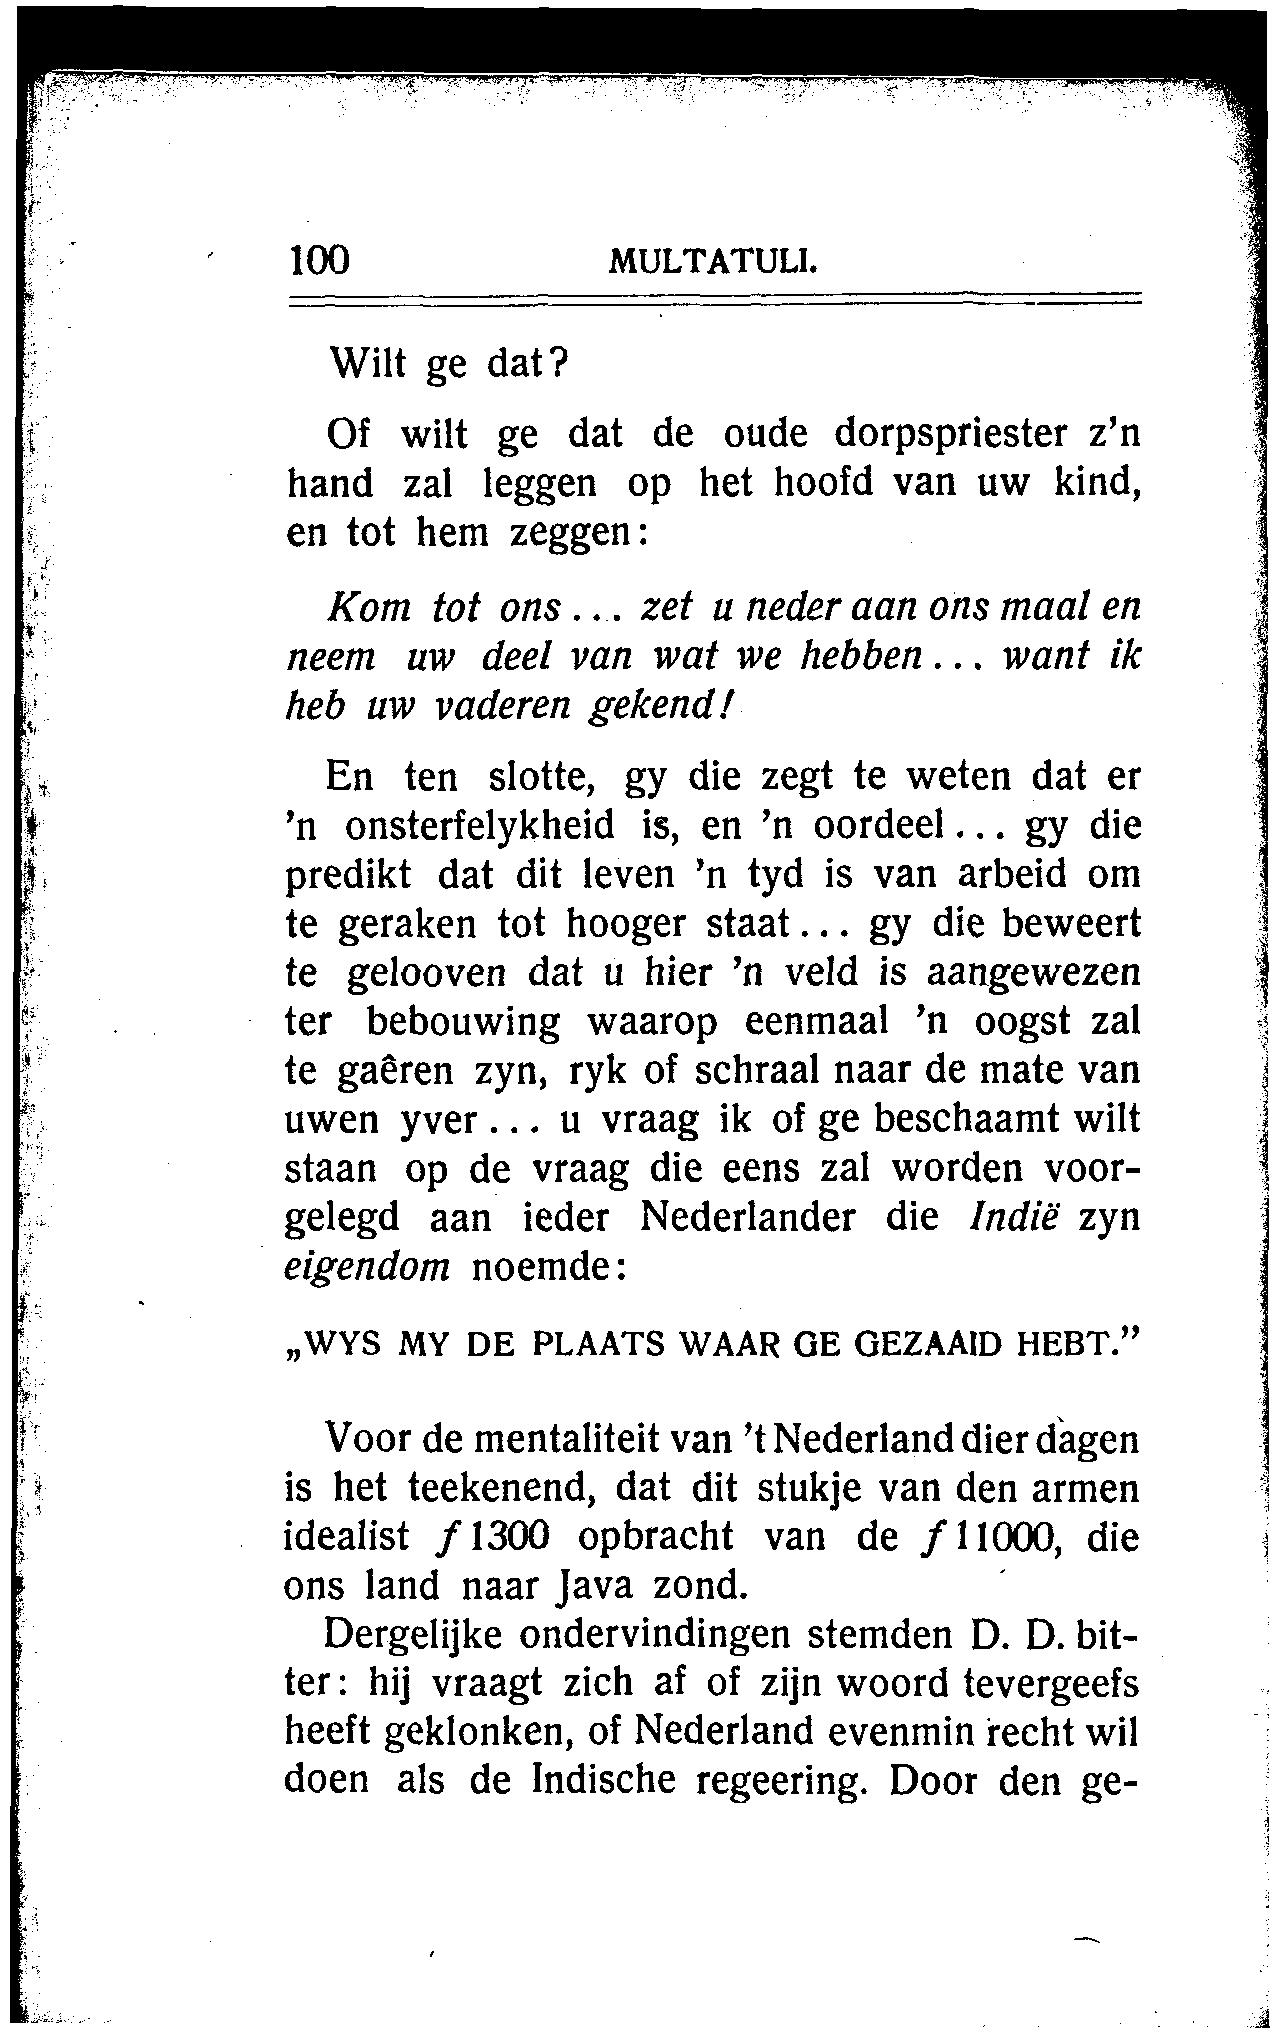 100 MULTATULI.
Wilt ge dat?
Of wilt ge dat de oude dorpspriester z'n
hand zal leggen op het hoofd van uw kind,
en tot hem zeggen:
Kom tot ons ... zet u neder aan ons maal en
neem uw deel van wat we hebben ... want ik
heb uw vaderen gekend!
En ten slotte, gy die zegt te weten dat er
'n onsterfelykheid is, en 'n oordeel ... gy die
predikt dat dit leven 'n tyd is van arbeid om
te geraken tot hooger staat ... gy die beweert
te gelooven dat u hier 'n veld is aangewezen
ter bebouwing waarop eenmaal 'n oogst zal
te gaêren zyn, ryk of schraal naar de mate van
uwen yver ... u vraag ik of ge beschaamt wilt
staan op de vraag die eens zal worden voor-
gelegd aan ieder Nederlander die Indië zyn
eigendom noemde:
„WYS MY DE PLAATS WAAR GE GEZAAID HEBT.”
Voor de mentaliteit van 't Nederland dier dagen
is het teekenend, dat dit stukje van den armen
idealist ƒ 1300 opbracht van de ƒ 11000, die
ons land naar Java zond.
Dergelijke ondervindingen stemden D. D. bit-
ter: hij vraagt zich af of zijn woord tevergeefs
heeft geklonken, of Nederland evenmin recht wil
doen als de Indische regeering. Door den ge-